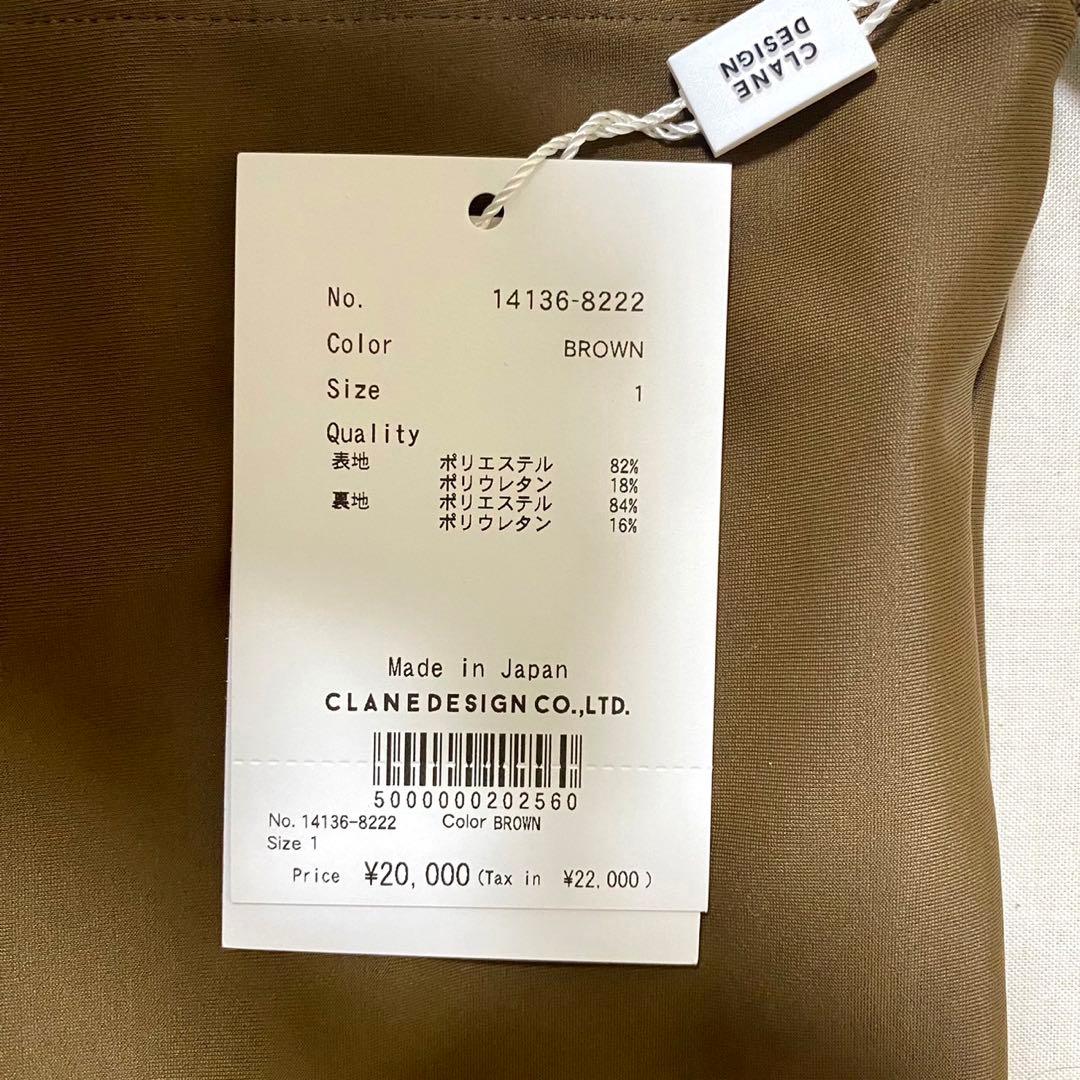 CLANE
DESIGN
No. 14136-8222
Color BROWN
Size 1
Quality
表地 ポリエステル 82%
ポリウレタン 18%
裏地 ポリエステル 84%
ポリウレタン 16%
Made in Japan
CLANE DESIGN CO.,LTD.
5000000202560
No. 14136-8222 Color BROWN
Size 1
Price ¥20,000 (Tax in ¥22,000)